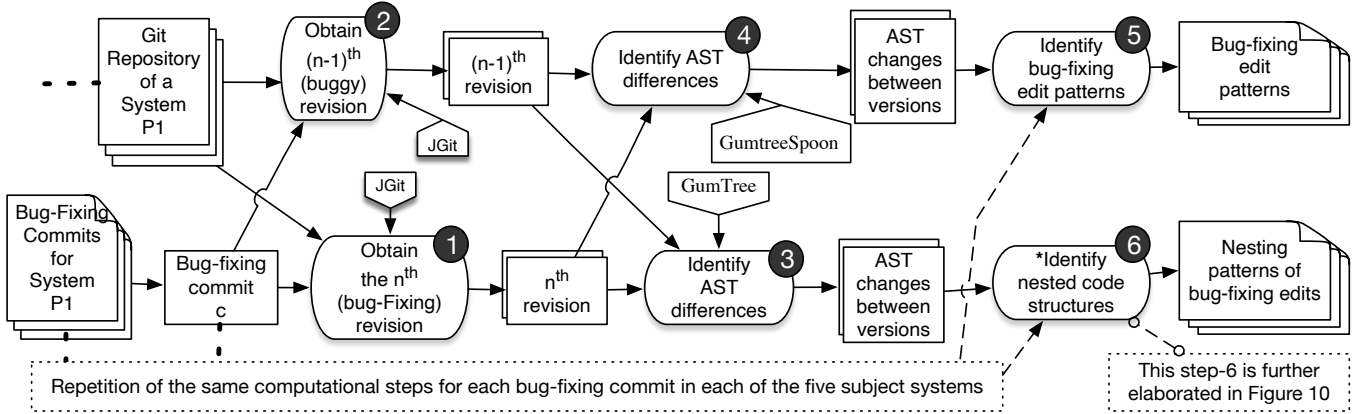 Git
Repository
of a
System
P1
2
Obtain
(n-1)th
(buggy)
revision
JGit
(n-1)th
revision
4
Identify AST
differences
GumtreeSpoon
AST
changes
between
versions
5
Identify
bug-fixing
edit patterns
Bug-fixing
edit
patterns
Bug-Fixing
Commits
for
System
P1
Bug-fixing
commit
c
JGit
1
Obtain
the nth
(bug-Fixing)
revision
nth
revision
GumTree
3
Identify
AST
differences
AST
changes
between
versions
6
*Identify
nested code
structures
Nesting
patterns of
bug-fixing edits
Repetition of the same computational steps for each bug-fixing commit in each of the five subject systems
This step-6 is further
elaborated in Figure 10